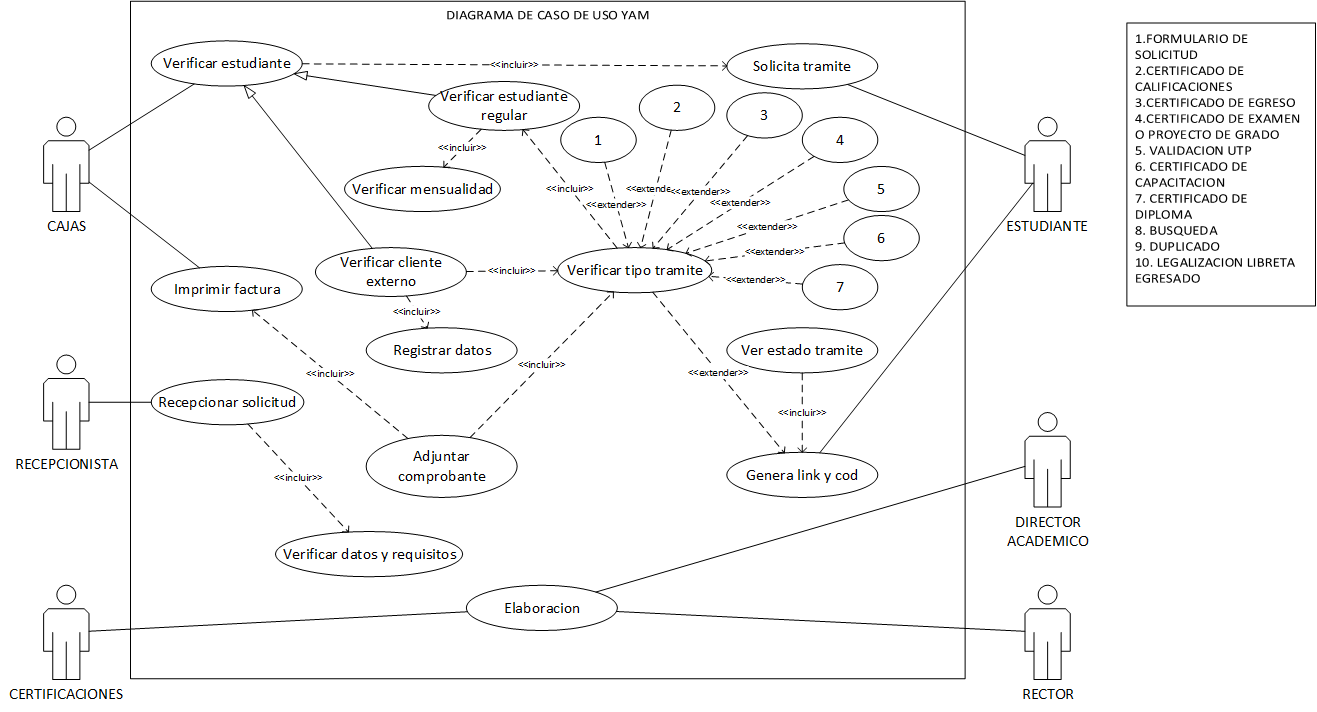 DIAGRAMA DE CASO DE USO YAM
Verificar estudiante
<<incluir>>
Solicita tramite
Verificar estudiante
regular
<<incluir>>
Verificar mensualidad
1
2
3
4
5
6
7
<<incluir>>
<<extender>>
<<extende
<<extender>>
<<extender>>
<<extender>>
<<extender>>
<<extender>>
CAJAS
ESTUDIANTE
Verificar cliente
externo
<<incluir>>
Verificar tipo tramite
Imprimir factura
<<incluir>>
Registrar datos
Ver estado tramite
<<incluir>>
<<incluir>>
<<extender>>
<<incluir>>
Recepcionar solicitud
RECEPCIONISTA
Adjuntar
comprobante
Genera link y cod
<<incluir>>
Verificar datos y requisitos
DIRECTOR
ACADEMICO
Elaboracion
CERTIFICACIONES
RECTOR
1.FORMULARIO DE
SOLICITUD
2.CERTIFICADO DE
CALIFICACIONES
3.CERTIFICADO DE EGRESO
4.CERTIFICADO DE EXAMEN
O PROYECTO DE GRADO
5. VALIDACION UTP
6. CERTIFICADO DE
CAPACITACION
7. CERTIFICADO DE
DIPLOMA
8. BUSQUEDA
9. DUPLICADO
10. LEGALIZACION LIBRETA
EGRESADO